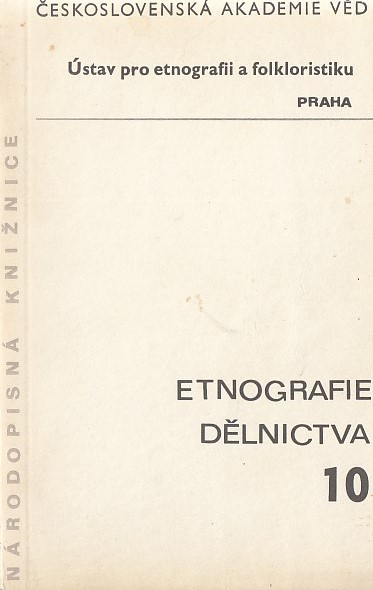 ČESKOSLOVENSKÁ AKADEMIE VĚD
Ústav pro etnografii a folkloristiku
PRAHA
NÁRODOPISNÁ KNIŽNICE
ETNOGRAFIE
DĚLNICTVA
10